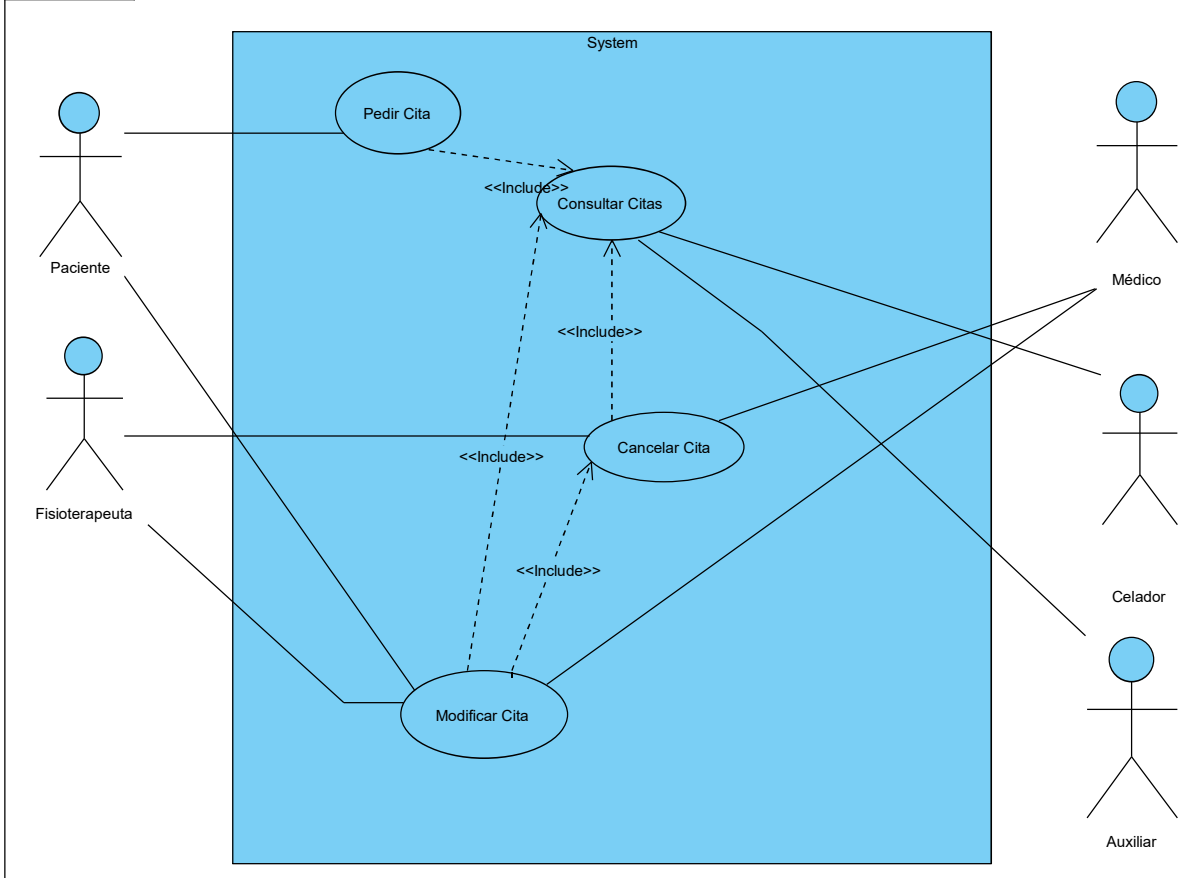 System
Pedir Cita
<<Include>>
Consultar Citas
Paciente
Médico
<<Include>>
Cancelar Cita
<<Include>>
Fisioterapeuta
<<Include>>
Celador
Modificar Cita
Auxiliar